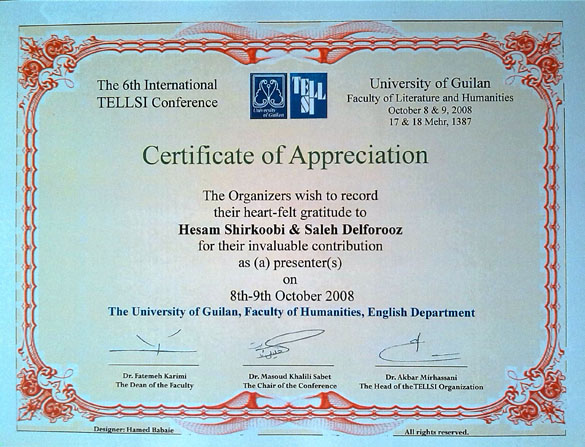 The 6th International
TELLSI Conference
University
of Guilan
TELL
SI
University of Guilan
Faculty of Literature and Humanities
October 8 & 9, 2008
17 & 18 Mehr, 1387
Certificate of Appreciation
The Organizers wish to record
their heart-felt gratitude to
Hesam Shirkoobi & Saleh Delforooz
for their invaluable contribution
as (a) presenter(s)
on
8th-9th October 2008
The University of Guilan, Faculty of Humanities, English Department
Dr. Fatemeh Karimi
The Dean of the Faculty
Dr. Masoud Khalili Sabet
The Chair of the Conference
Dr. Akbar Mirhassani
The Head of the TELLSI Organization
Designer: Hamed Babaie
All rights reserved.